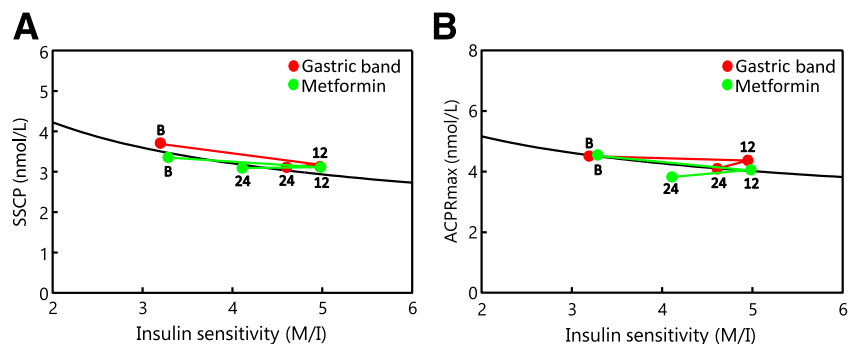 A
6
5
4
3
2
1
0
SSCP (nmol/L)
Gastric band
Metformin
B
B
12
24
24
12
2
3
4
5
6
Insulin sensitivity (M/I)
B
8
6
4
2
0
ACPRmax (nmol/L)
Gastric band
Metformin
B
B
12
24
24
12
2
3
4
5
6
Insulin sensitivity (M/I)